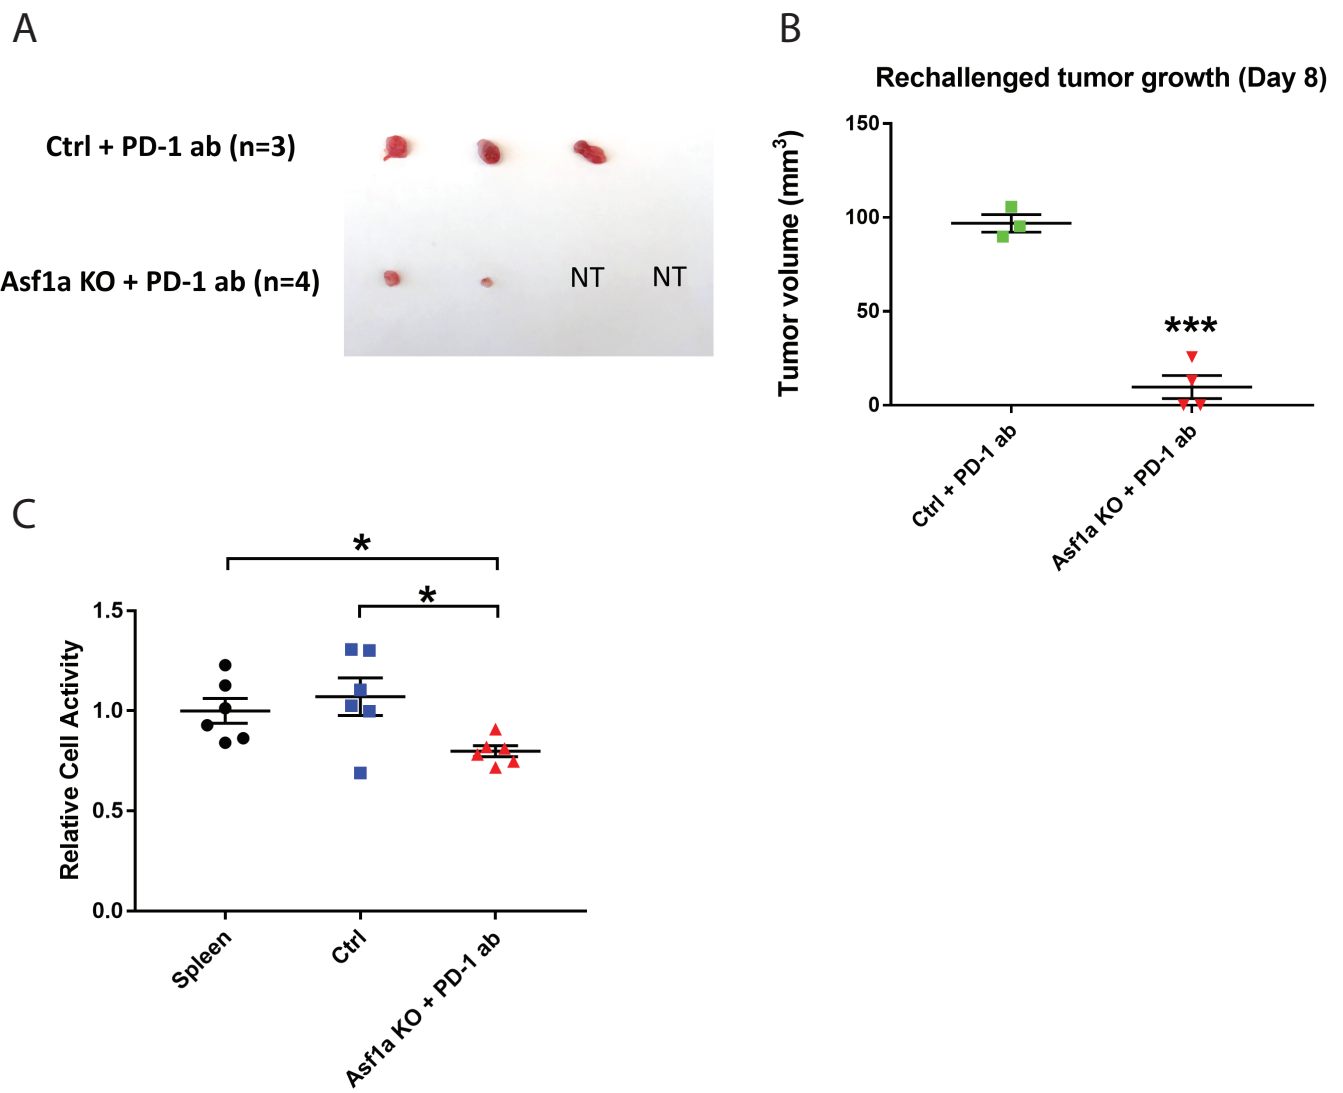 A
Ctrl + PD-1 ab (n=3)
Asf1a KO + PD-1 ab (n=4)
NT NT
B
Rechallenged tumor growth (Day 8)
Tumor volume (mm³)
150
100
50
0
***
Ctrl + PD-1 ab
Asf1a KO + PD-1 ab
C
*
*
Relative Cell Activity
1.5
1.0
0.5
0.0
Spleen
Ctrl
Asf1a KO + PD-1 ab